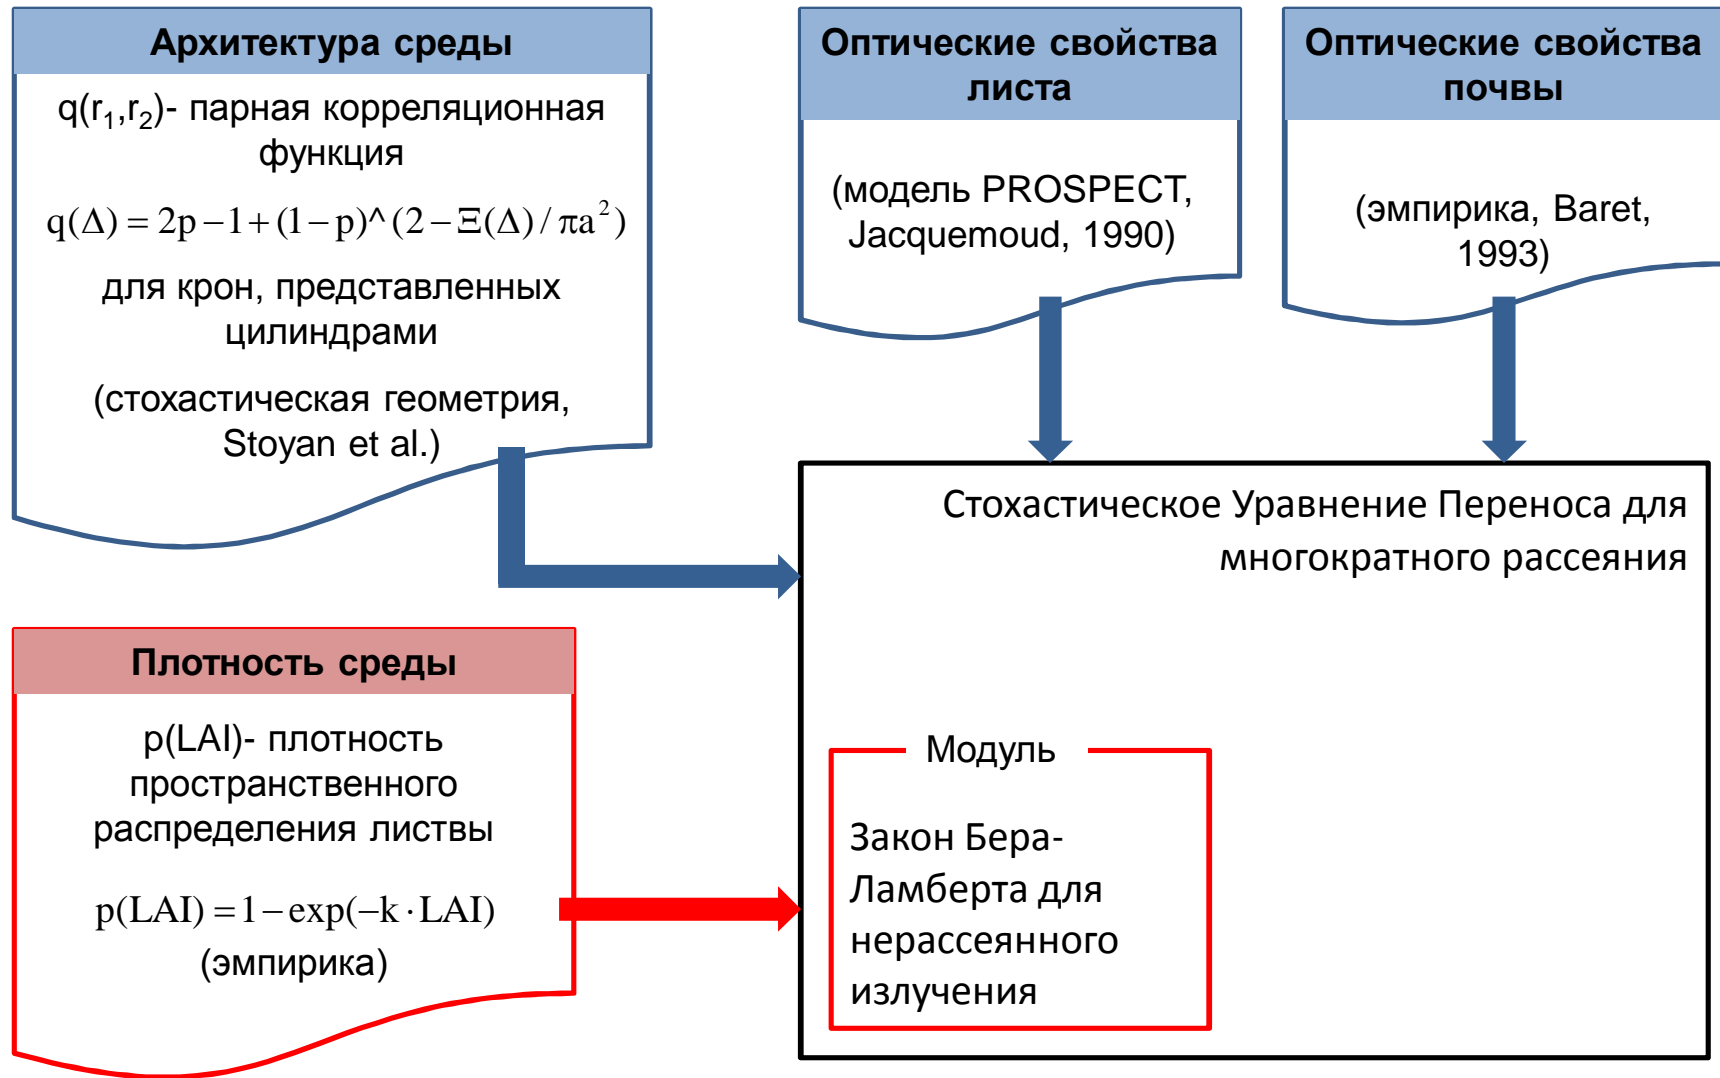 Архитектура среды
q(r₁,r₂)- парная корреляционная
функция
q(Δ) = 2p − 1 + (1 − p)^(2 − Ξ(Δ) / πa²)
для крон, представленных
цилиндрами
(стохастическая геометрия,
Stoyan et al.)
Оптические свойства
листа
(модель PROSPECT,
Jacquemoud, 1990)
Оптические свойства
почвы
(эмпирика, Baret,
1993)
Стохастическое Уравнение Переноса для
многократного рассеяния
Плотность среды
p(LAI)- плотность
пространственного
распределения листвы
p(LAI) = 1 − exp(−k · LAI)
(эмпирика)
Модуль
Закон Бера-
Ламберта для
нерассеянного
излучения